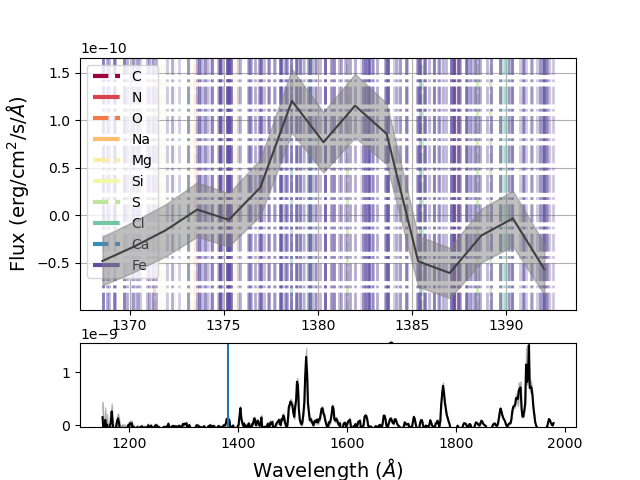 1e−10
1.5
1.0
0.5
0.0
−0.5
Flux (erg/cm²/s/Å)
C
N
O
Na
Mg
Si
S
Cl
Ca
Fe
1370
1375
1380
1385
1390
1e−9
1
0
1200
1400
1600
1800
2000
Wavelength (Å)